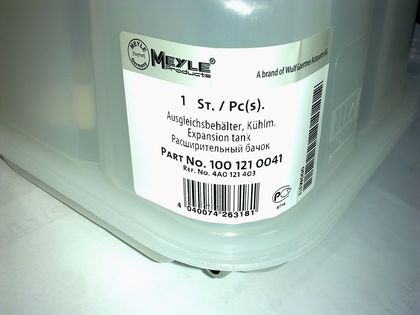 MEYLE
MEYLE®
Products
A brand of Wulf Gaertner Autoparts AG
1 ST. / PC(S).
Ausgleichsbehälter, Kühlm.
Expansion tank
Расширительный бачок
PART NO. 100 121 0041
REF. NO. 4A0 121 403
4 040074 263181